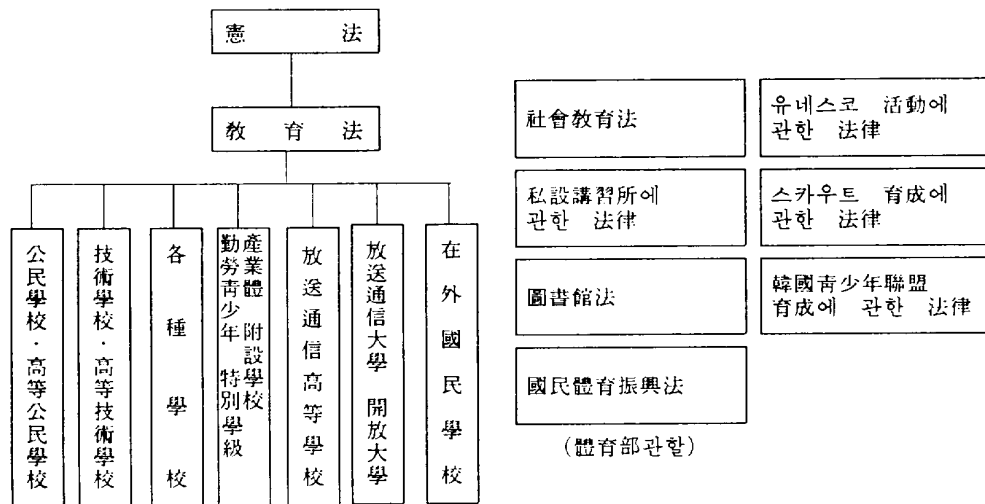 憲 法
教 育 法
公民學校·高等公民學校
技術學校·高等技術學校
各種學校
產業體 附設學校
勤勞靑少年 特別學級
放送通信高等學校
放送通信大學 開放大學
在外國民學校
社會教育法
유네스코 活動에
관한 法律
私設講習所에
관한 法律
스카우트 育成에
관한 法律
圖書館法
韓國靑少年聯盟
育成에 관한 法律
國民體育振興法
(體育部관할)